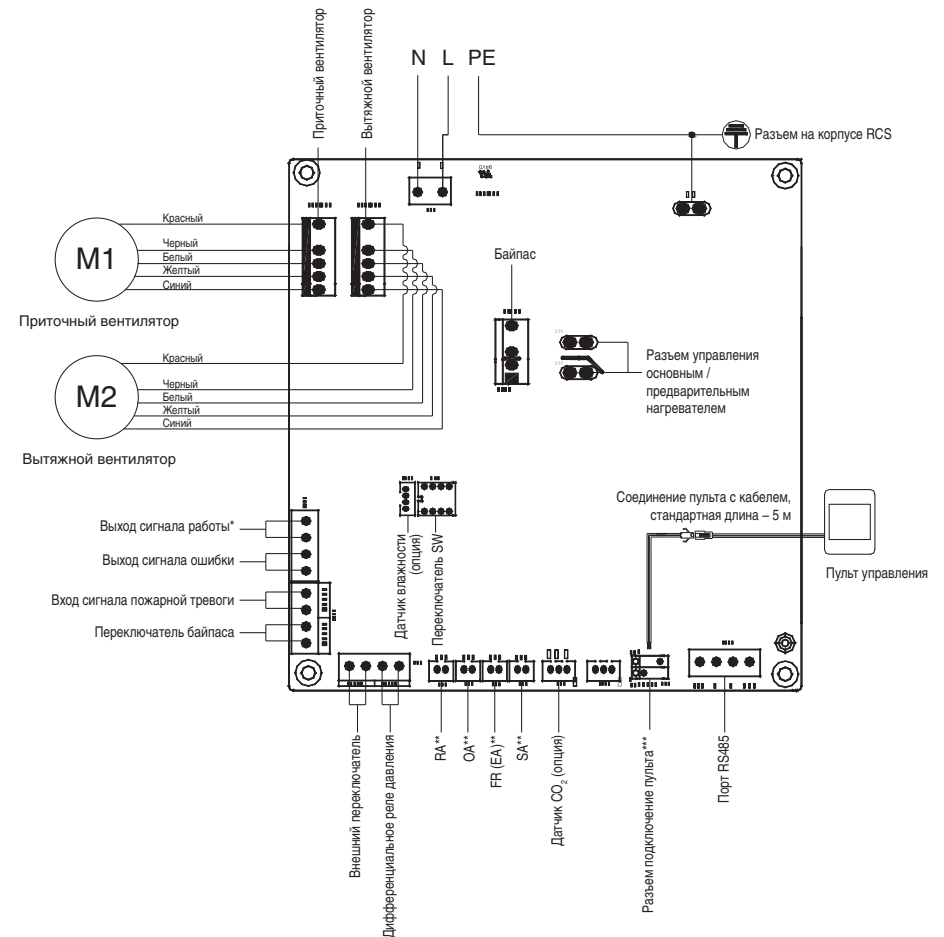 Приточный вентилятор
Вытяжной вентилятор
N L PE
Разъем на корпусе RCS
Красный
Черный
Белый
Желтый
Синий
M1
Приточный вентилятор
Байпас
Разъем управления
основным /
предварительным
нагревателем
Красный
Черный
Белый
Желтый
Синий
M2
Вытяжной вентилятор
Соединение пульта с кабелем,
стандартная длина – 5 м
Пульт управления
Выход сигнала работы*
Выход сигнала ошибки
Вход сигнала пожарной тревоги
Переключатель байпаса
Датчик влажности
(опция)
Переключатель SW
Внешний переключатель
Дифференциальное реле давления
RA**
OA**
FR (EA)**
SA**
Датчик CO₂ (опция)
Разъем подключение пульта***
Порт RS485